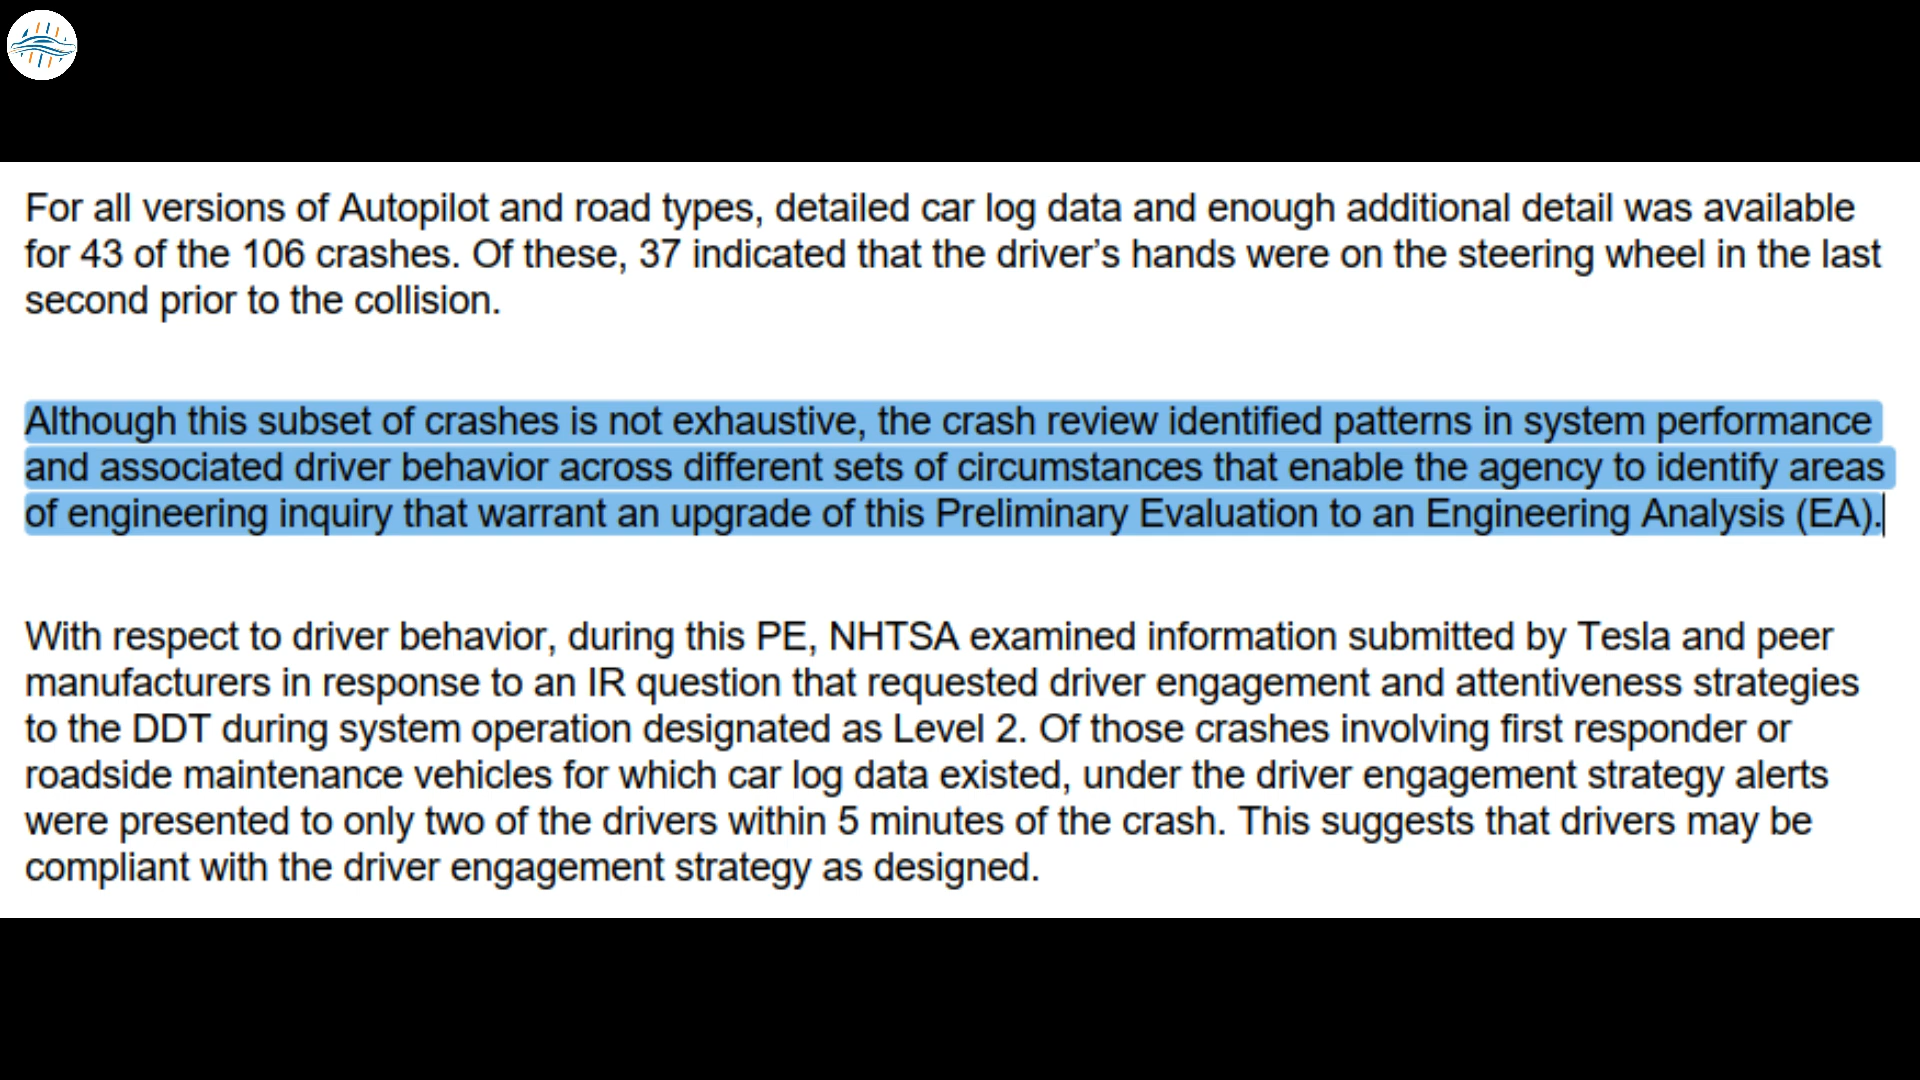 For all versions of Autopilot and road types, detailed car log data and enough additional detail was available
for 43 of the 106 crashes. Of these, 37 indicated that the driver’s hands were on the steering wheel in the last
second prior to the collision.
Although this subset of crashes is not exhaustive, the crash review identified patterns in system performance
and associated driver behavior across different sets of circumstances that enable the agency to identify areas
of engineering inquiry that warrant an upgrade of this Preliminary Evaluation to an Engineering Analysis (EA).
With respect to driver behavior, during this PE, NHTSA examined information submitted by Tesla and peer
manufacturers in response to an IR question that requested driver engagement and attentiveness strategies
to the DDT during system operation designated as Level 2. Of those crashes involving first responder or
roadside maintenance vehicles for which car log data existed, under the driver engagement strategy alerts
were presented to only two of the drivers within 5 minutes of the crash. This suggests that drivers may be
compliant with the driver engagement strategy as designed.